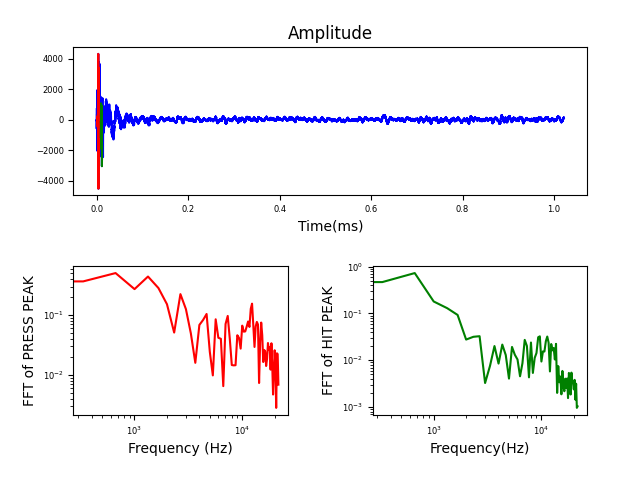 Amplitude
4000
2000
0
−2000
−4000
0.0 0.2 0.4 0.6 0.8 1.0
Time(ms)
FFT of PRESS PEAK
10⁻¹
10⁻²
10³ 10⁴
Frequency (Hz)
FFT of HIT PEAK
10⁰
10⁻¹
10⁻²
10⁻³
10³ 10⁴
Frequency(Hz)